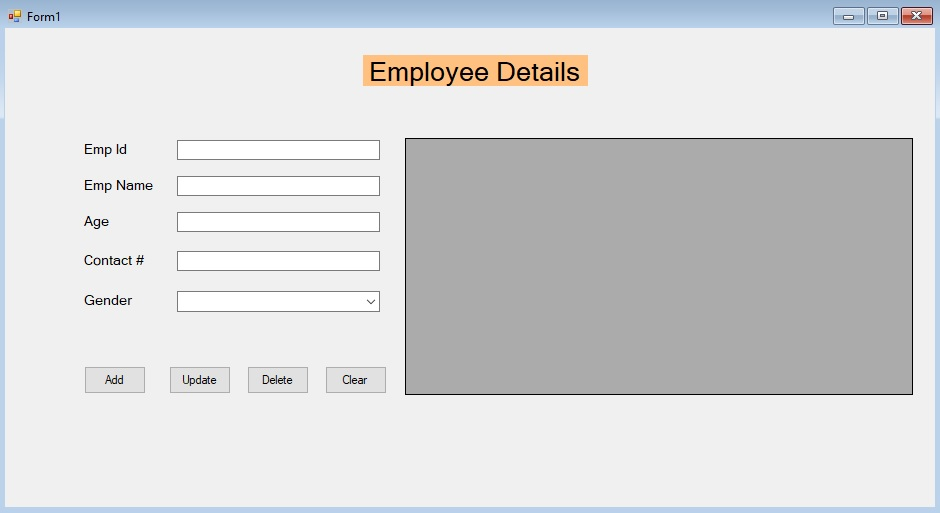 Form1
Employee Details
Emp Id
Emp Name
Age
Contact #
Gender
Add Update Delete Clear